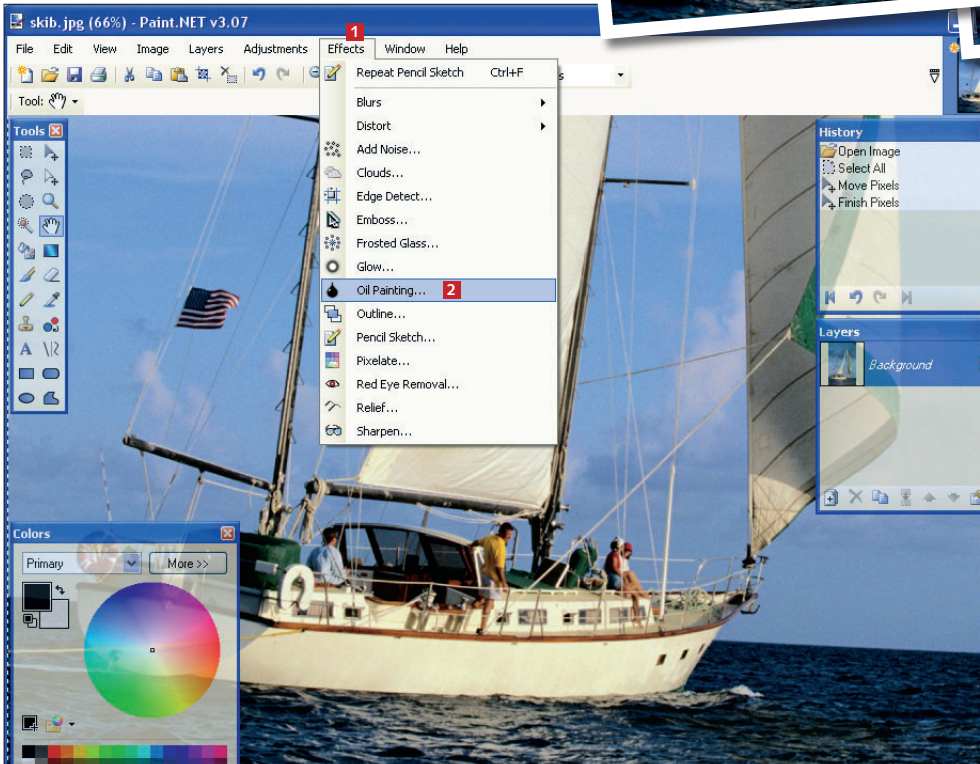 skib.jpg (66%) - Paint.NET v3.07
1
File Edit View Image Layers Adjustments Effects Window Help
Tool:
Repeat Pencil Sketch Ctrl+F
Blurs
Distort
Add Noise...
Clouds...
Edge Detect...
Emboss...
Frosted Glass...
Glow...
Oil Painting... 2
Outline...
Pencil Sketch...
Pixelate...
Red Eye Removal...
Relief...
Sharpen...
Tools
History
Open Image
Select All
Move Pixels
Finish Pixels
Layers
Background
Colors
Primary More >>